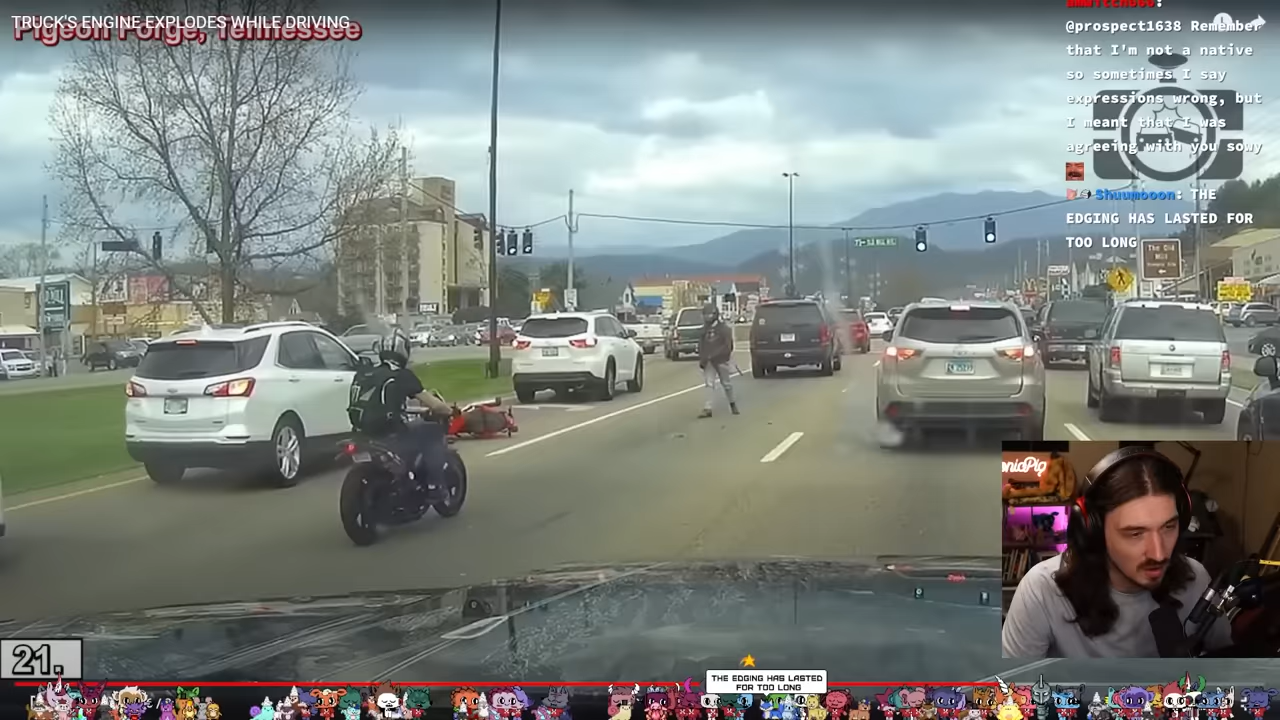 TRUCK'S ENGINE EXPLODES WHILE DRIVING
Pigeon Forge, Tennessee
@prospect1638 Remember
that I'm not a native
so sometimes I say
expressions wrong, but
I meant that I was
agreeing with you sowy
Shuumooon: THE
EDGING HAS LASTED FOR
TOO LONG
The Old
Mill
21.
THE EDGING HAS LASTED
FOR TOO LONG